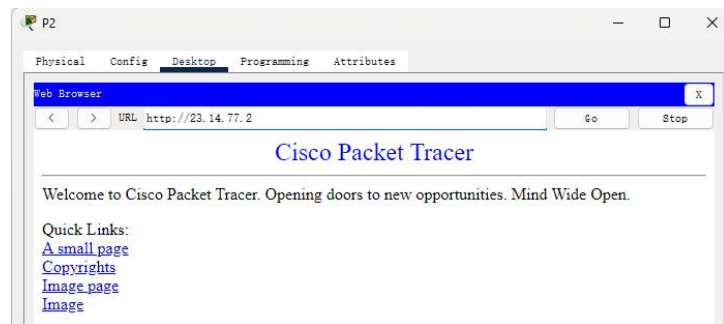 P2
Physical Config Desktop Programming Attributes
Web Browser X
< > URL http://23.14.77.2 Go Stop
Cisco Packet Tracer
Welcome to Cisco Packet Tracer. Opening doors to new opportunities. Mind Wide Open.
Quick Links:
A small page
Copyrights
Image page
Image